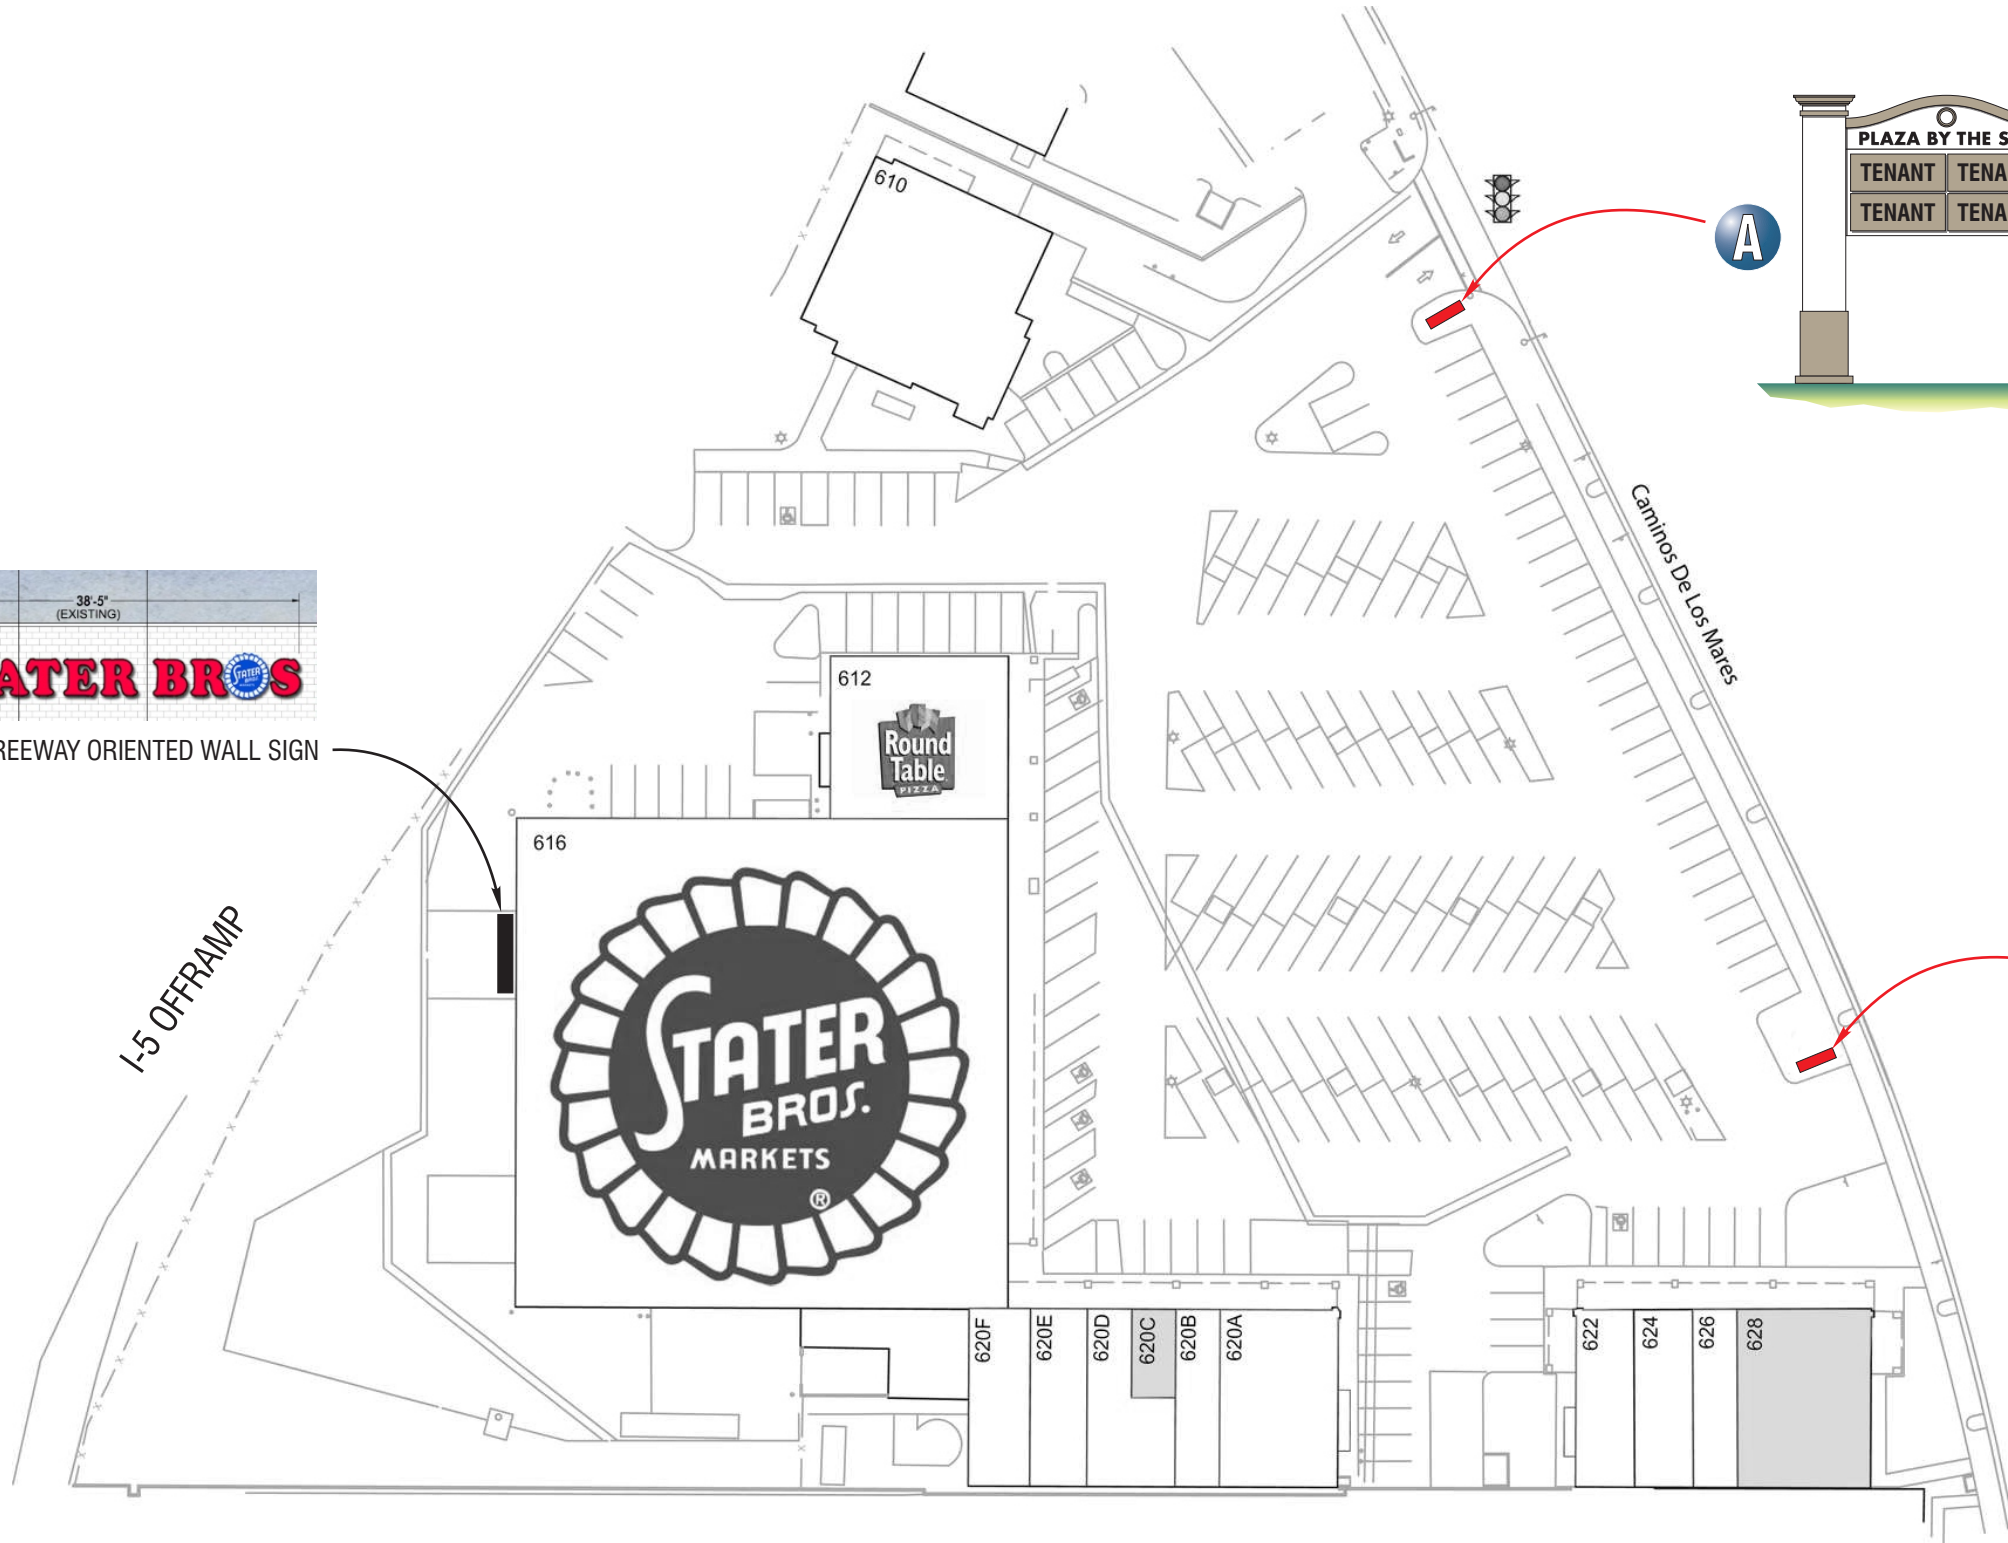 610
A
PLAZA BY THE S
TENANT TENA
TENANT TENA
Caminos De Los Mares
38'-5"
(EXISTING)
ATER BR S
STATER
REEWAY ORIENTED WALL SIGN
612
Round
Table
PIZZA
616
I-5 OFFRAMP
STATER
BROS.
MARKETS
®
620F
620E
620D
620C
620B
620A
622
624
626
628